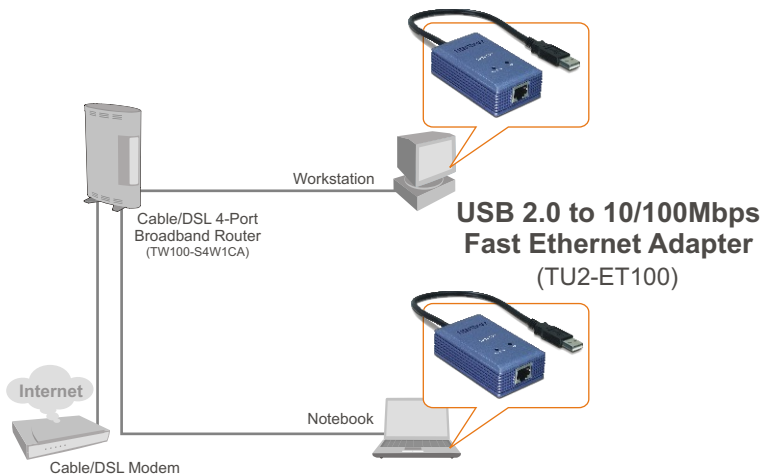 Workstation
Cable/DSL 4-Port
Broadband Router
(TW100-S4W1CA)
USB 2.0 to 10/100Mbps
Fast Ethernet Adapter
(TU2-ET100)
Internet
Notebook
Cable/DSL Modem